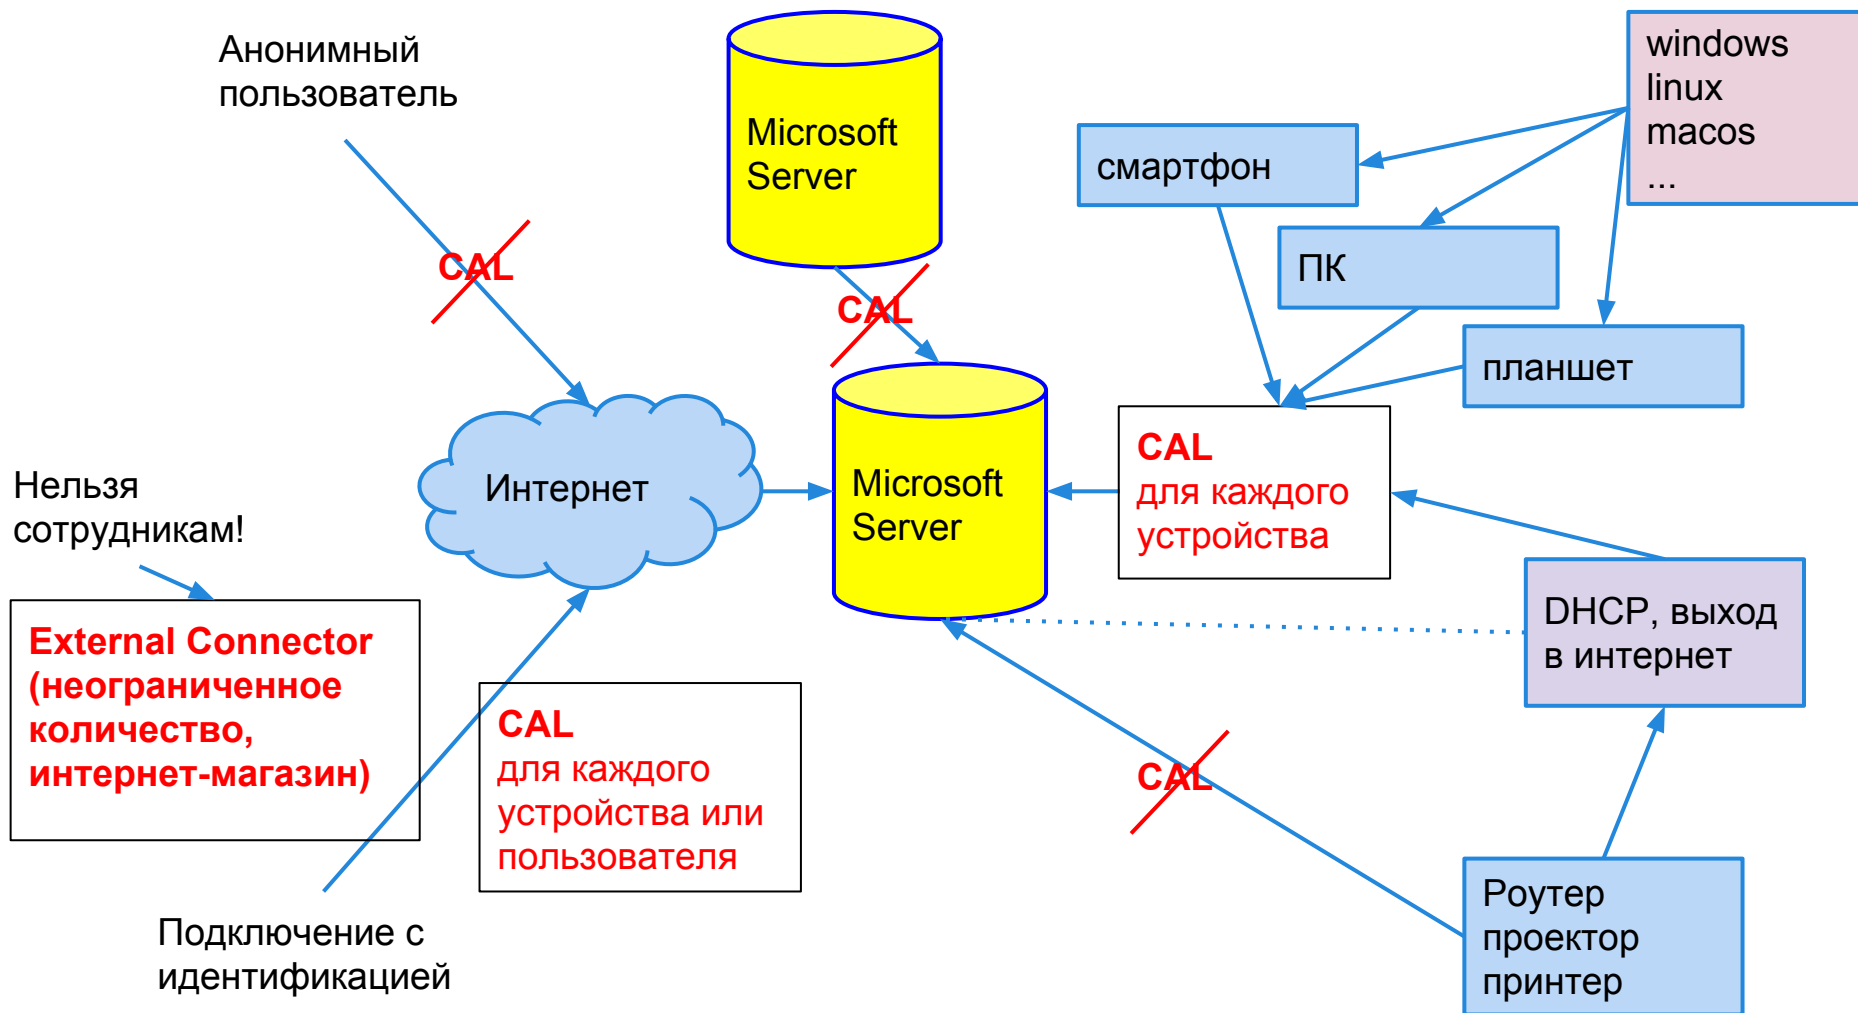 Анонимный
пользователь
Microsoft
Server
windows
linux
macos
...
смартфон
ПК
планшет
CAL
CAL
Интернет
Microsoft
Server
CAL
для каждого
устройства
Нельзя
сотрудникам!
External Connector
(неограниченное
количество,
интернет-магазин)
CAL
для каждого
устройства или
пользователя
DHCP, выход
в интернет
CAL
Роутер
проектор
принтер
Подключение с
идентификацией